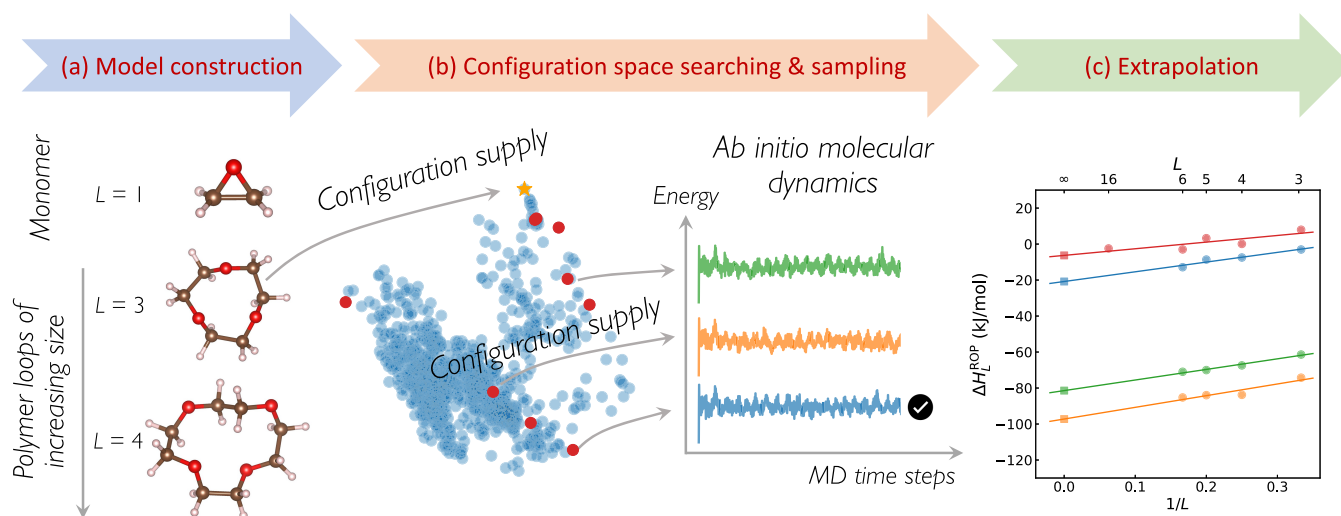 (a) Model construction
(b) Configuration space searching & sampling
(c) Extrapolation
Monomer
Polymer loops of
increasing size
L = 1
L = 3
L = 4
Configuration supply
Configuration supply
Ab initio molecular
dynamics
Energy
MD time steps
L
∞ 16 6 5 4 3
20
0
−20
−40
−60
−80
−100
−120
ΔH_L^ROP (kJ/mol)
0.0 0.1 0.2 0.3
1/L